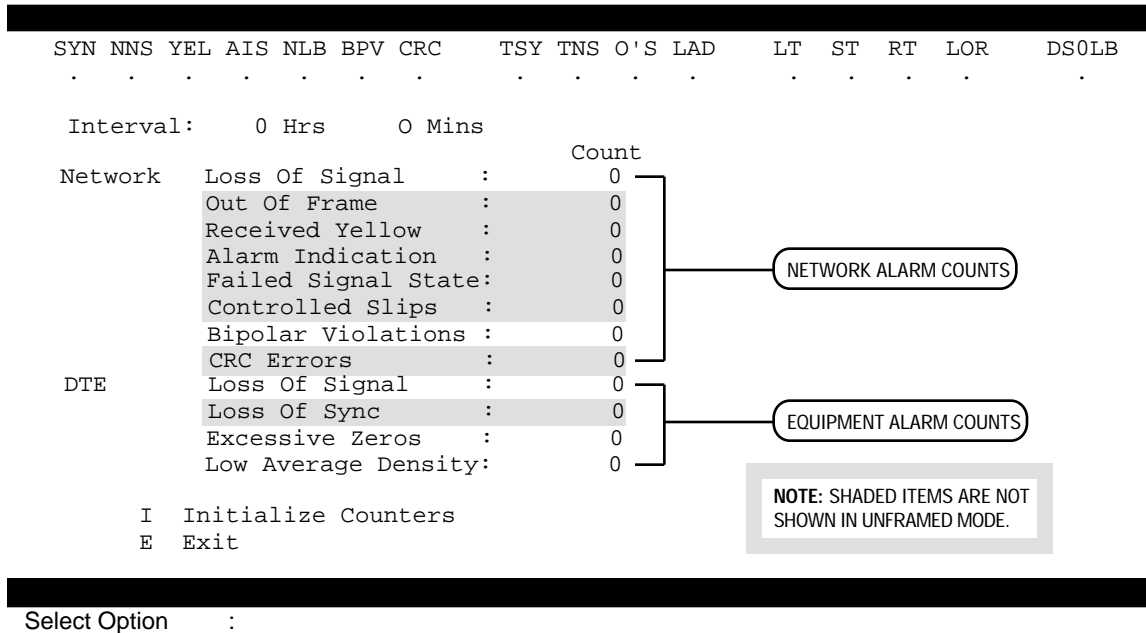 SYN NNS YEL AIS NLB BPV CRC TSY TNS O'S LAD LT ST RT LOR DS0LB
. . . . . . . . . . . . . . . .
Interval: 0 Hrs O Mins
Count
Network Loss Of Signal : 0
Out Of Frame : 0
Received Yellow : 0
Alarm Indication : 0
Failed Signal State: 0
Controlled Slips : 0
Bipolar Violations : 0
CRC Errors : 0
NETWORK ALARM COUNTS
DTE Loss Of Signal : 0
Loss Of Sync : 0
Excessive Zeros : 0
Low Average Density: 0
EQUIPMENT ALARM COUNTS
NOTE: SHADED ITEMS ARE NOT
SHOWN IN UNFRAMED MODE.
I Initialize Counters
E Exit
Select Option :